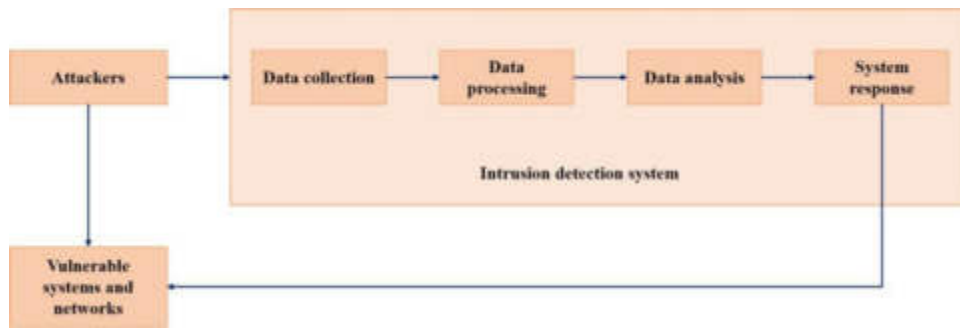 Attackers
Data collection
Data
processing
Data analysis
System
response
Intrusion detection system
Vulnerable
systems and
networks